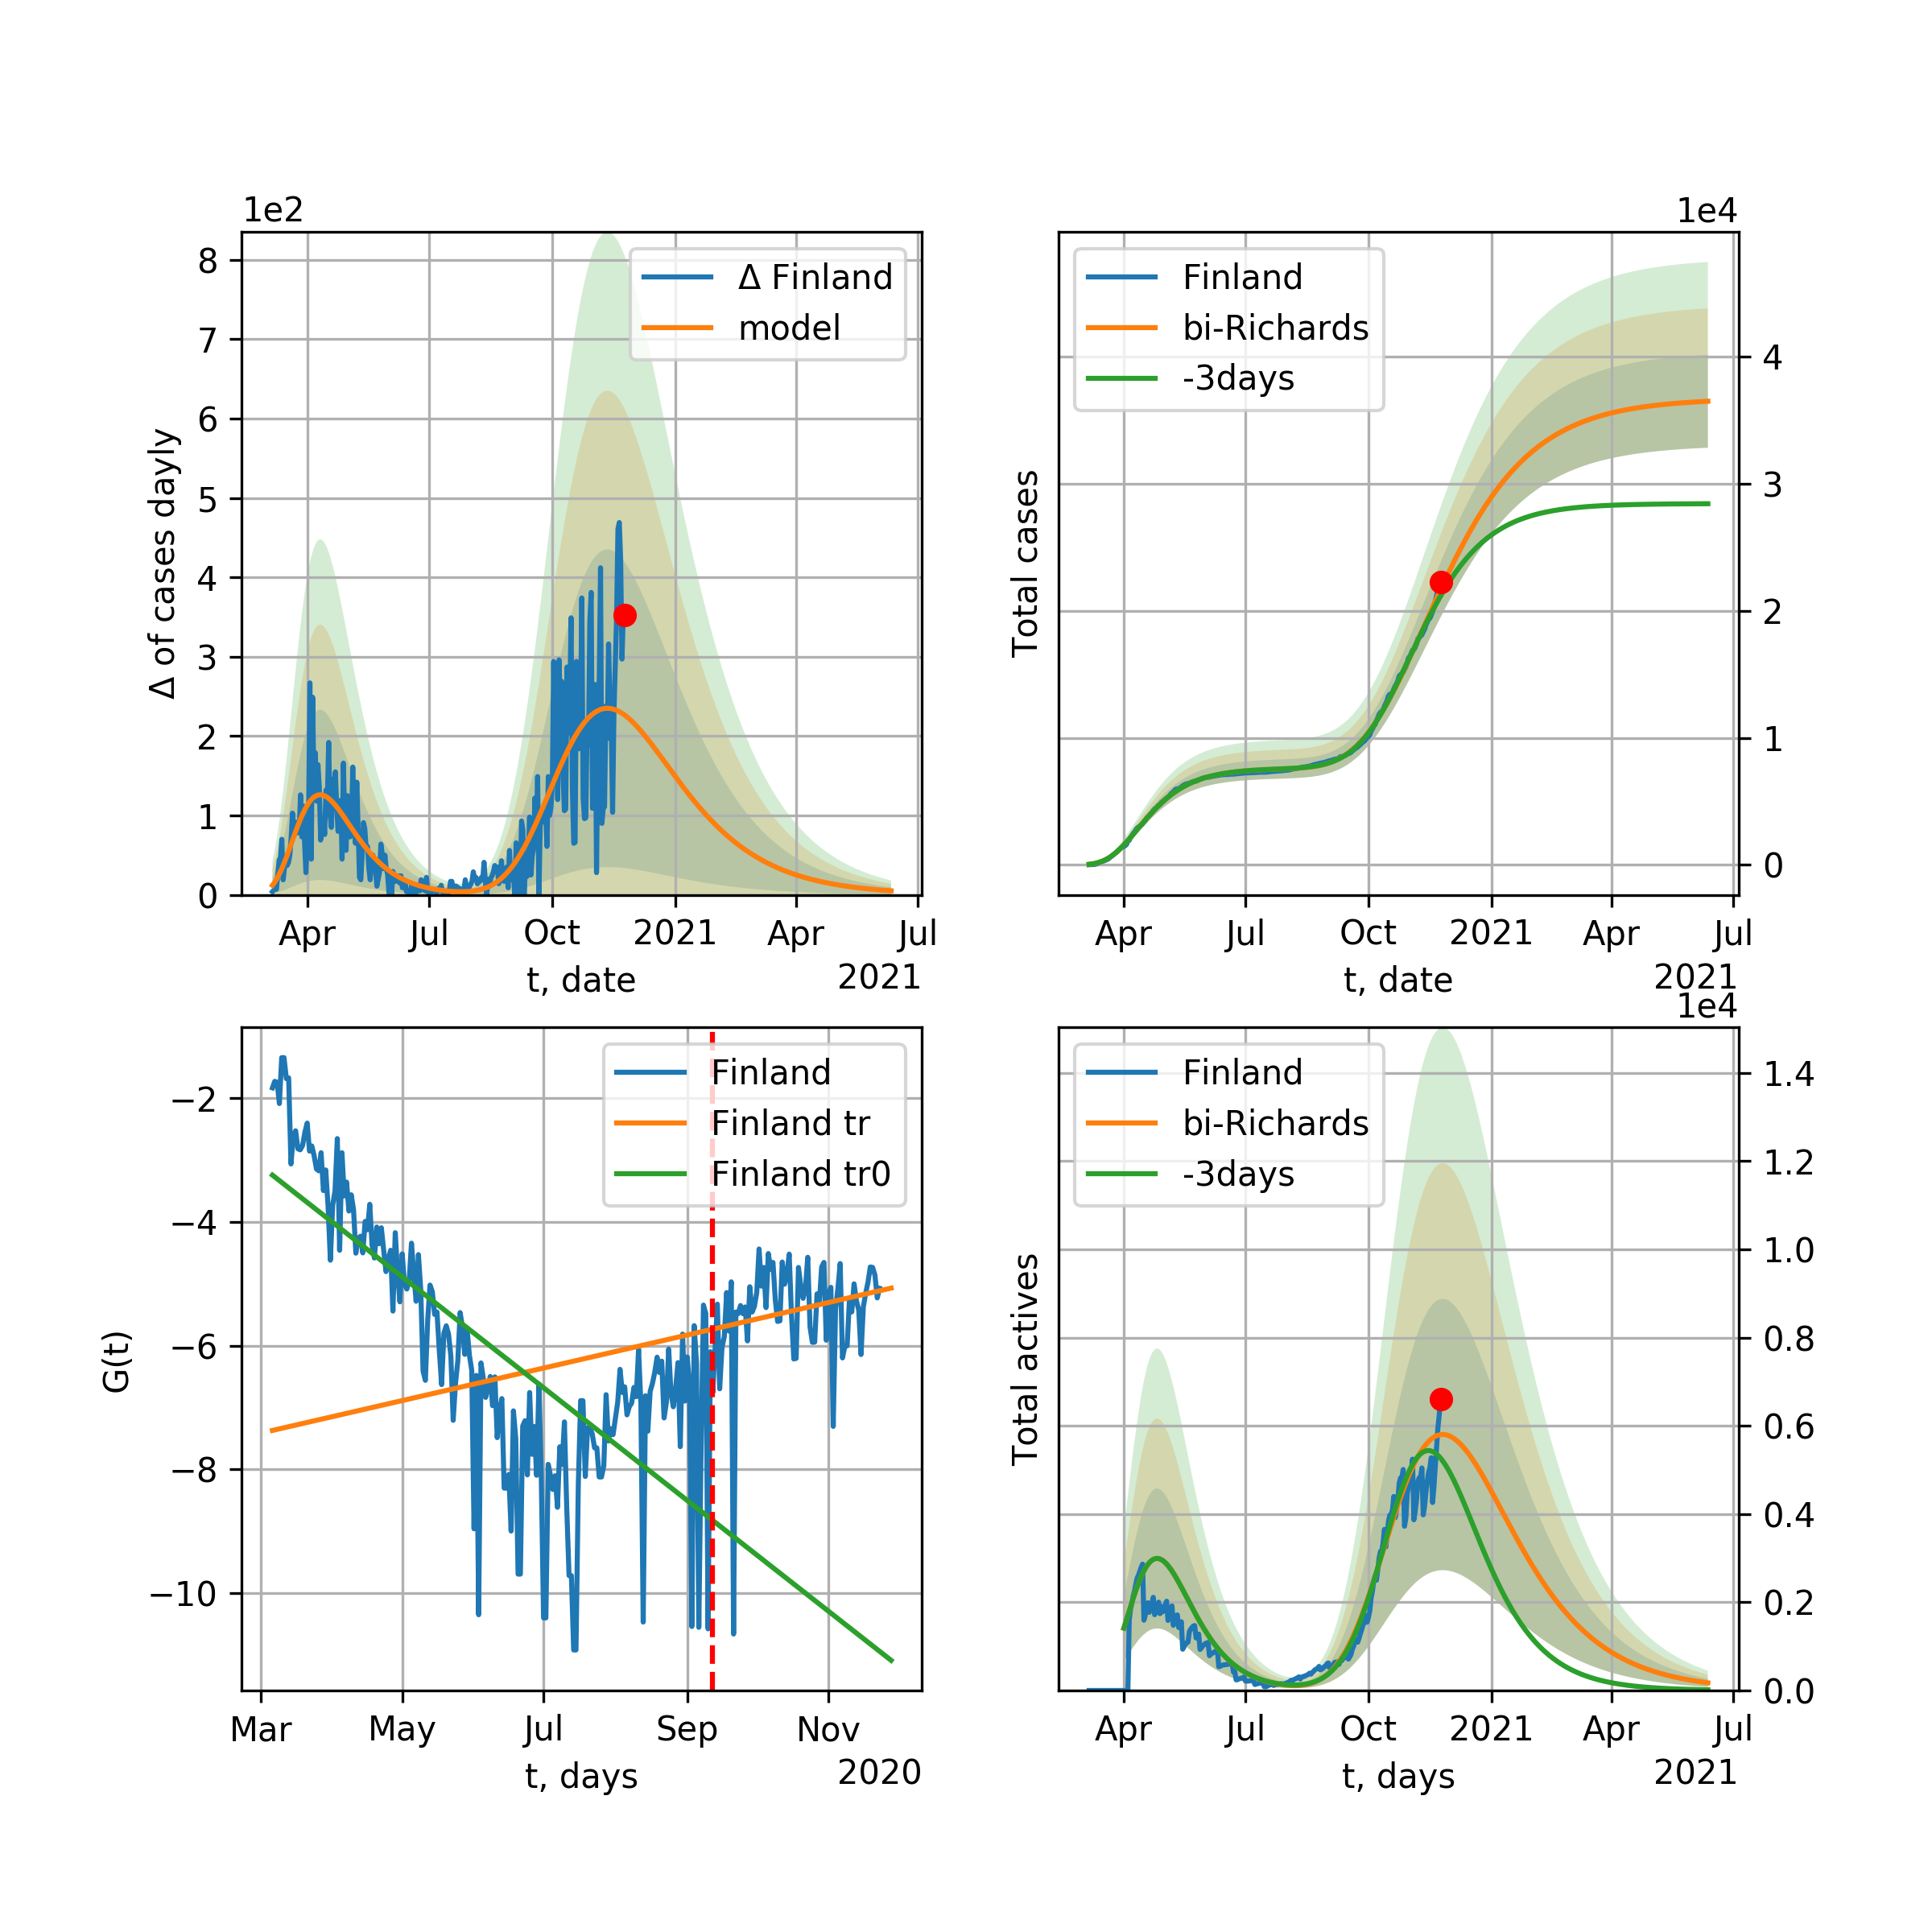 1e2
8
7
6
5
4
3
2
1
0
Δ of cases dayly
Δ Finland
model
Apr
Jul
Oct
2021
Apr
Jul
t, date
2021
1e4
Finland
bi-Richards
-3days
Total cases
4
3
2
1
0
Apr
Jul
Oct
2021
Apr
Jul
t, date
2021
−2
−4
−6
−8
−10
G(t)
Finland
Finland tr
Finland tr0
Mar
May
Jul
Sep
Nov
t, days
2020
1e4
Finland
bi-Richards
-3days
Total actives
1.4
1.2
1.0
0.8
0.6
0.4
0.2
0.0
Apr
Jul
Oct
2021
Apr
Jul
t, days
2021